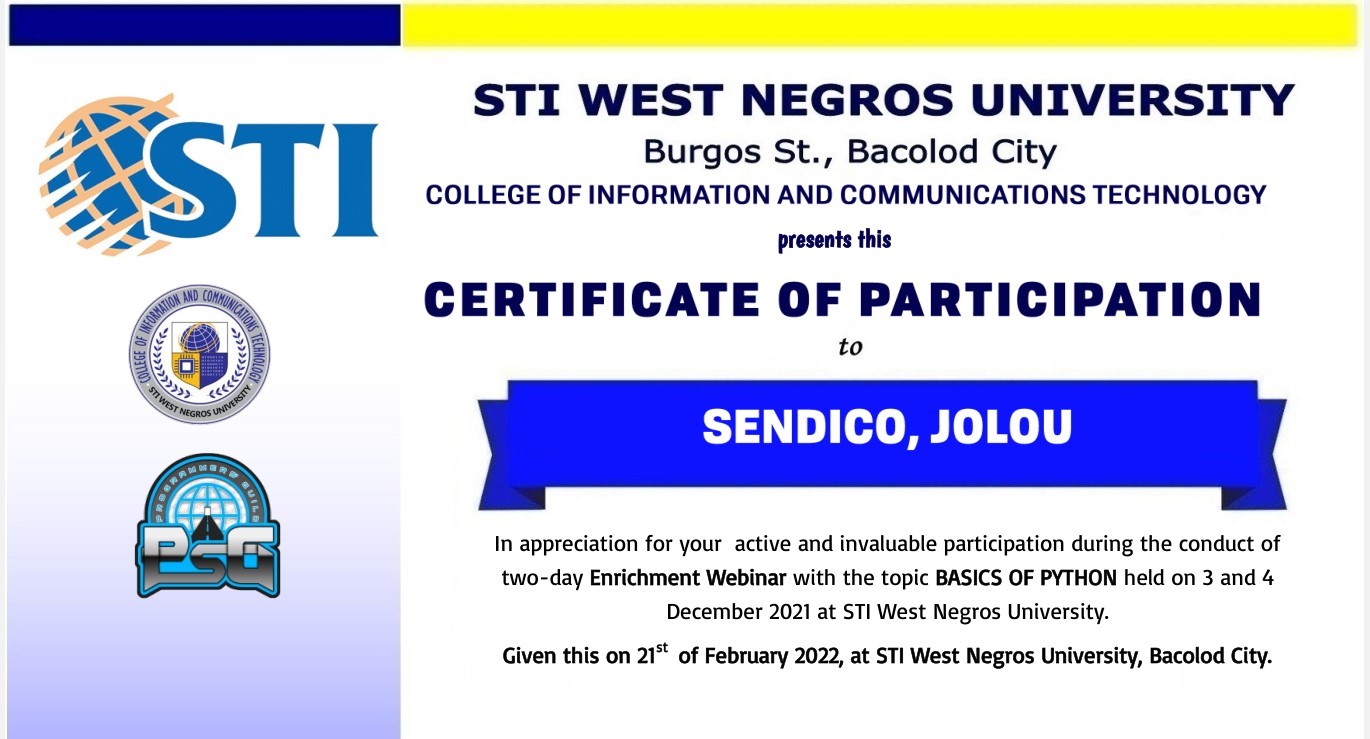 STI WEST NEGROS UNIVERSITY
Burgos St., Bacolod City
COLLEGE OF INFORMATION AND COMMUNICATIONS TECHNOLOGY
presents this
CERTIFICATE OF PARTICIPATION
to
SENDICO, JOLOU
In appreciation for your  active and invaluable participation during the conduct of
two-day Enrichment Webinar with the topic BASICS OF PYTHON held on 3 and 4
December 2021 at STI West Negros University.
Given this on 21st of February 2022, at STI West Negros University, Bacolod City.
STI
COLLEGE OF INFORMATION AND COMMUNICATIONS TECHNOLOGY
STI WEST NEGROS UNIVERSITY
PROGRAMMERS' GUILD
PSG